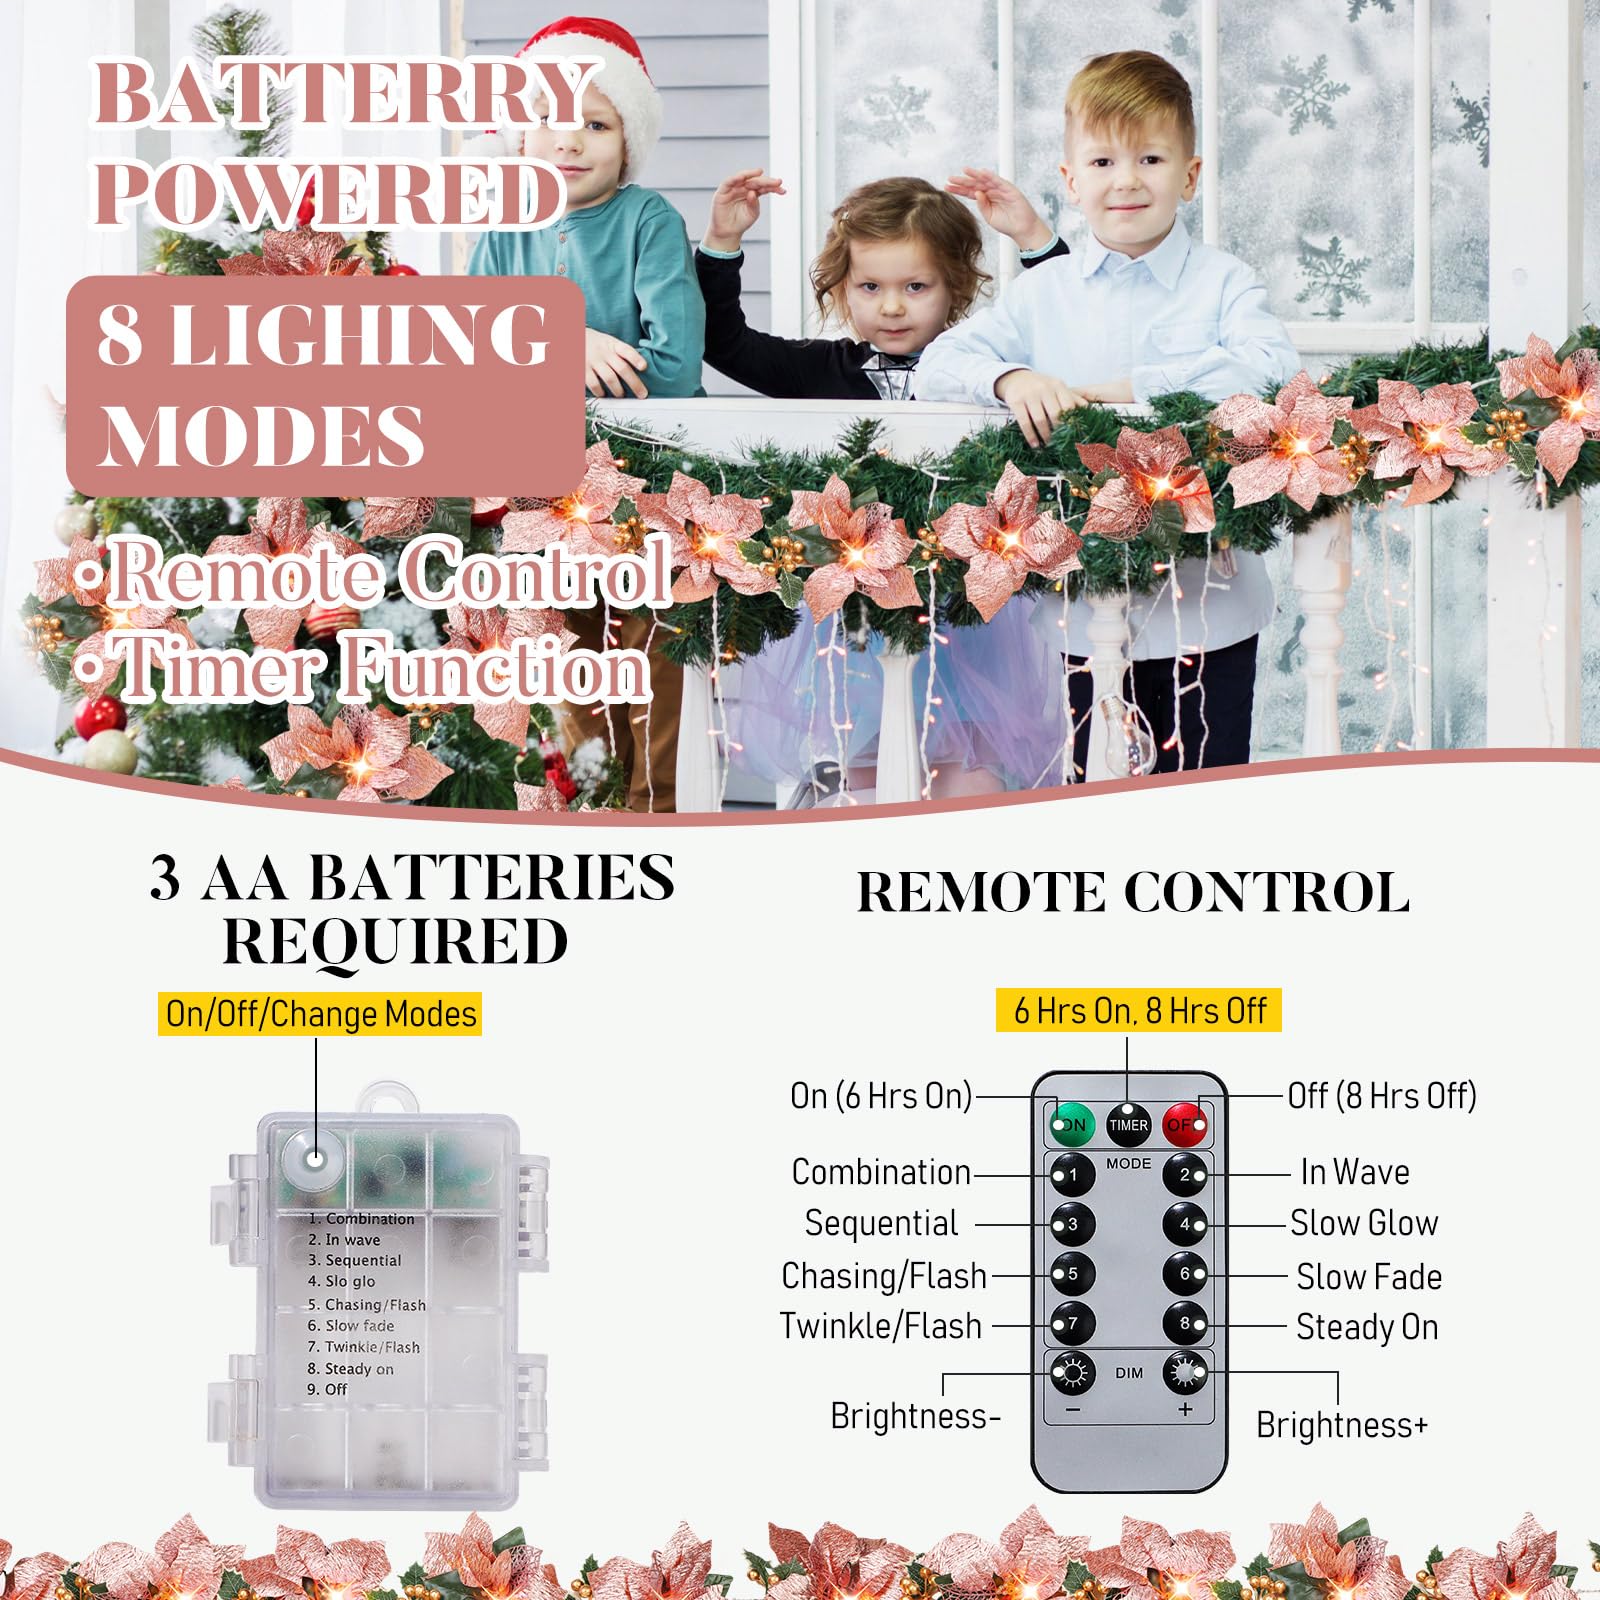 BATTERRY
POWERED
8 LIGHING
MODES
•Remote Control
•Timer Function
3 AA BATTERIES
REQUIRED
On/Off/Change Modes
1. Combination
2. In wave
3. Sequential
4. Slo glo
5. Chasing/Flash
6. Slow fade
7. Twinkle/Flash
8. Steady on
9. Off
REMOTE CONTROL
6 Hrs On, 8 Hrs Off
On (6 Hrs On)
Off (8 Hrs Off)
ON TIMER OFF
Combination
1 MODE 2
In Wave
Sequential
3 4
Slow Glow
Chasing/Flash
5 6
Slow Fade
Twinkle/Flash
7 8
Steady On
DIM
− +
Brightness-
Brightness+